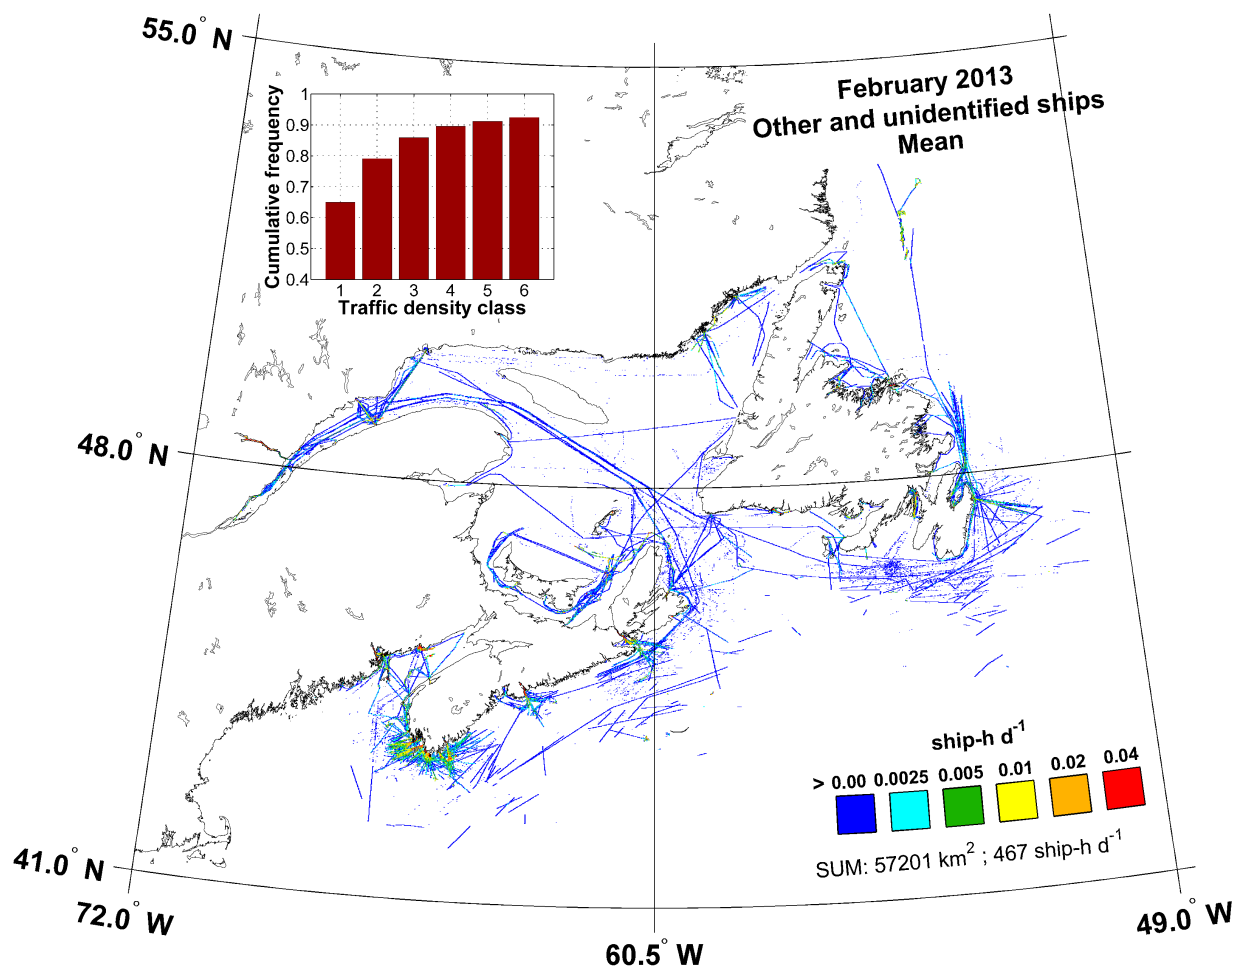 55.0° N
February 2013
Other and unidentified ships
Mean
Cumulative frequency
1
0.9
0.8
0.7
0.6
0.5
0.4
1 2 3 4 5 6
Traffic density class
48.0° N
ship-h d⁻¹
> 0.00 0.0025 0.005 0.01 0.02 0.04
SUM: 57201 km² ; 467 ship-h d⁻¹
41.0° N
72.0° W
60.5° W
49.0° W